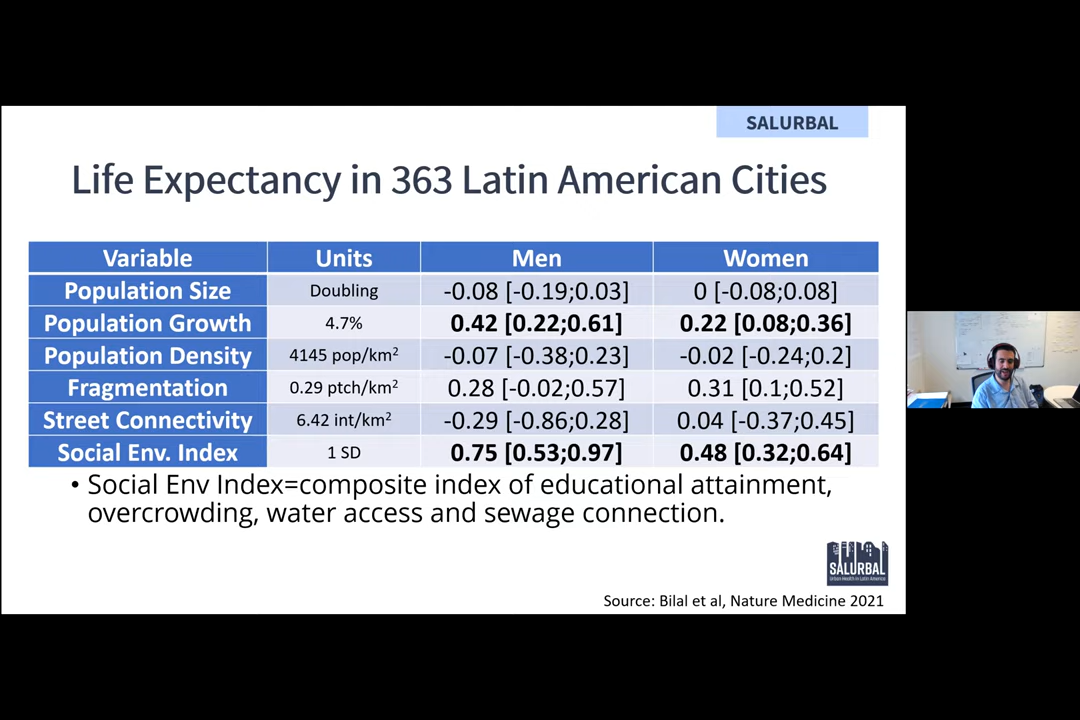 SALURBAL
Life Expectancy in 363 Latin American Cities
Variable Units Men Women
Population Size Doubling -0.08 [-0.19;0.03] 0 [-0.08;0.08]
Population Growth 4.7% 0.42 [0.22;0.61] 0.22 [0.08;0.36]
Population Density 4145 pop/km² -0.07 [-0.38;0.23] -0.02 [-0.24;0.2]
Fragmentation 0.29 ptch/km² 0.28 [-0.02;0.57] 0.31 [0.1;0.52]
Street Connectivity 6.42 int/km² -0.29 [-0.86;0.28] 0.04 [-0.37;0.45]
Social Env. Index 1 SD 0.75 [0.53;0.97] 0.48 [0.32;0.64]
• Social Env Index=composite index of educational attainment,
overcrowding, water access and sewage connection.
SALURBAL
Urban Health in Latin America
Source: Bilal et al, Nature Medicine 2021